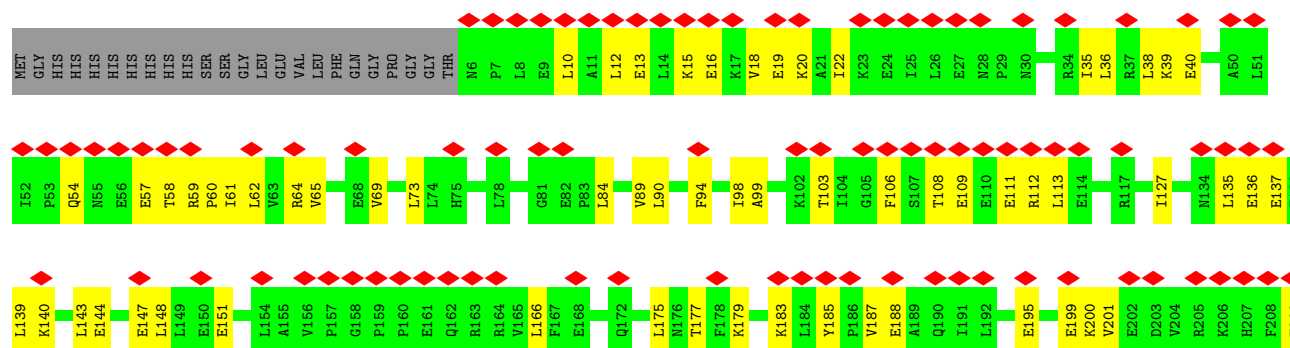 MET GLY HIS HIS HIS HIS HIS HIS HIS HIS SER SER GLY LEU GLU VAL LEU PHE GLN GLY PRO GLY GLY THR N6 P7 L8 E9 L10 A11 L12 E13 L14 K15 E16 K17 V18 E19 K20 A21 I22 K23 E24 I25 L26 E27 N28 P29 N30 R34 I35 L36 R37 L38 K39 E40 A50 L51
I52 P53 Q54 N55 E56 E57 T58 R59 P60 I61 L62 V63 R64 V65 E68 V69 L73 L74 H75 L78 G81 E82 P83 L84 V89 L90 F94 I98 A99 K102 T103 I104 G105 F106 S107 T108 E109 E110 E111 R112 L113 E114 R117 I127 N134 L135 E136 E137
L139 K140 L143 E144 E147 L148 L149 E150 E151 L154 A155 V156 P157 G158 P159 P160 E161 Q162 R163 R164 V165 L166 F167 E168 Q172 L175 N176 T177 F178 K179 K183 L184 Y185 P186 V187 E188 A189 Q190 I191 L192 E195 E199 K200 V201 E202 D203 V204 R205 K206 H207 F208